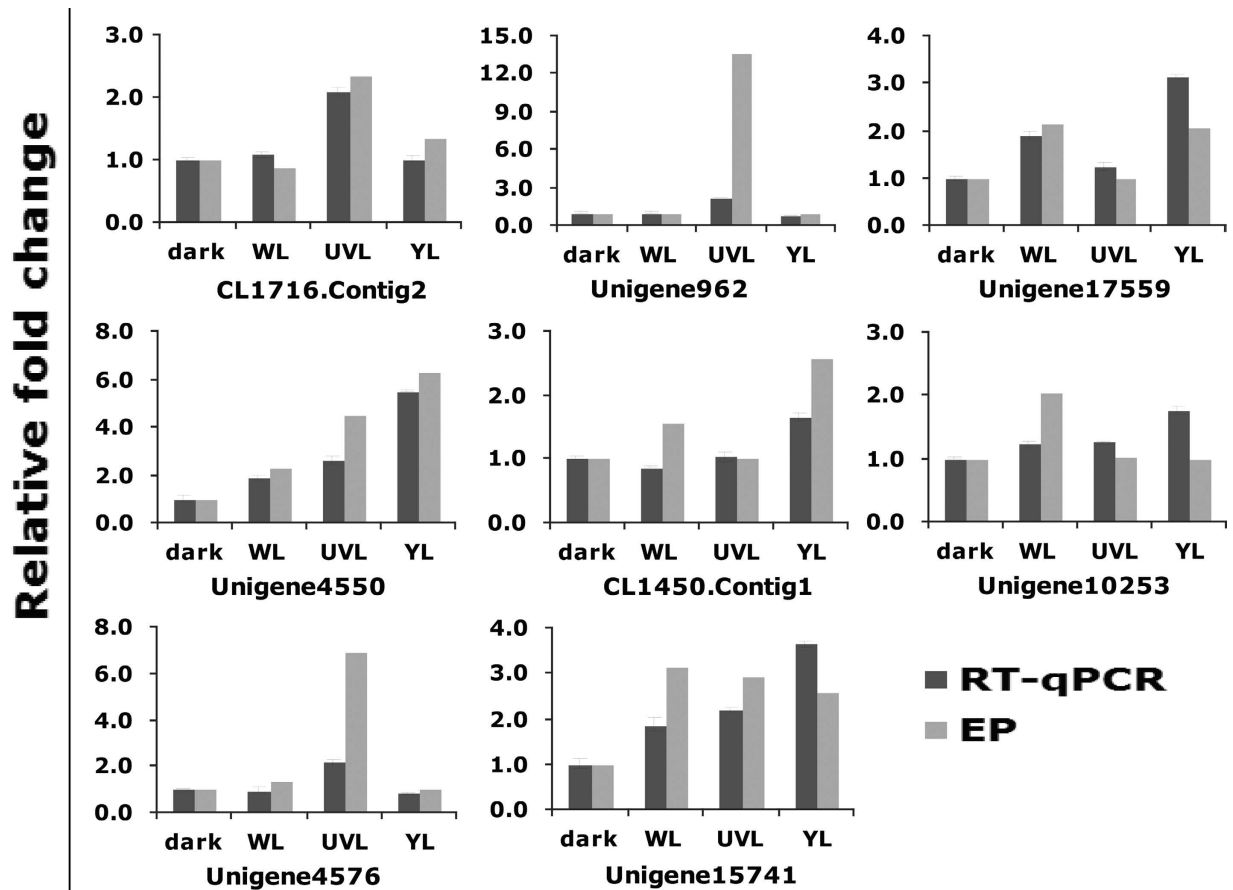 Relative fold change
3.0
2.0
1.0
0.0
dark WL UVL YL
CL1716.Contig2
15.0
12.0
9.0
6.0
3.0
0.0
dark WL UVL YL
Unigene962
4.0
3.0
2.0
1.0
0.0
dark WL UVL YL
Unigene17559
8.0
6.0
4.0
2.0
0.0
dark WL UVL YL
Unigene4550
3.0
2.0
1.0
0.0
dark WL UVL YL
CL1450.Contig1
3.0
2.0
1.0
0.0
dark WL UVL YL
Unigene10253
8.0
6.0
4.0
2.0
0.0
dark WL UVL YL
Unigene4576
4.0
3.0
2.0
1.0
0.0
dark WL UVL YL
Unigene15741
RT-qPCR
EP